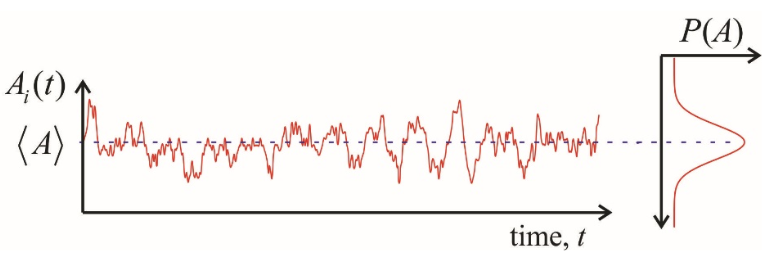 P(A)
A_i(t)
⟨A⟩
time, t